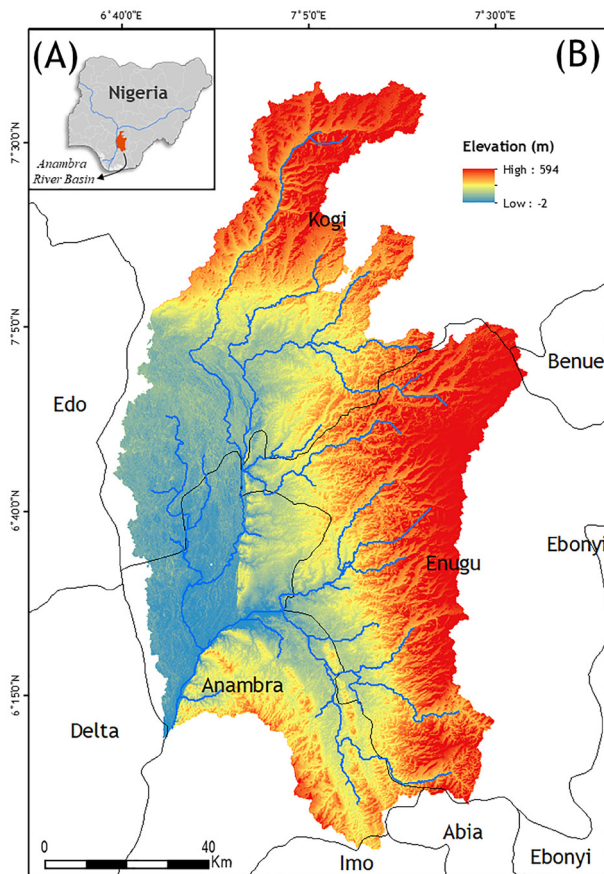 6°40'0"E
7°5'0"E
7°30'0"E
(A)
(B)
Nigeria
Anambra
River Basin
7°30'0"N
Elevation (m)
High : 594
Low : -2
Kogi
7°5'0"N
Benue
Edo
6°40'0"N
Ebonyi
Enugu
Anambra
6°15'0"N
Delta
Abia
0
40
Km
Imo
Ebonyi